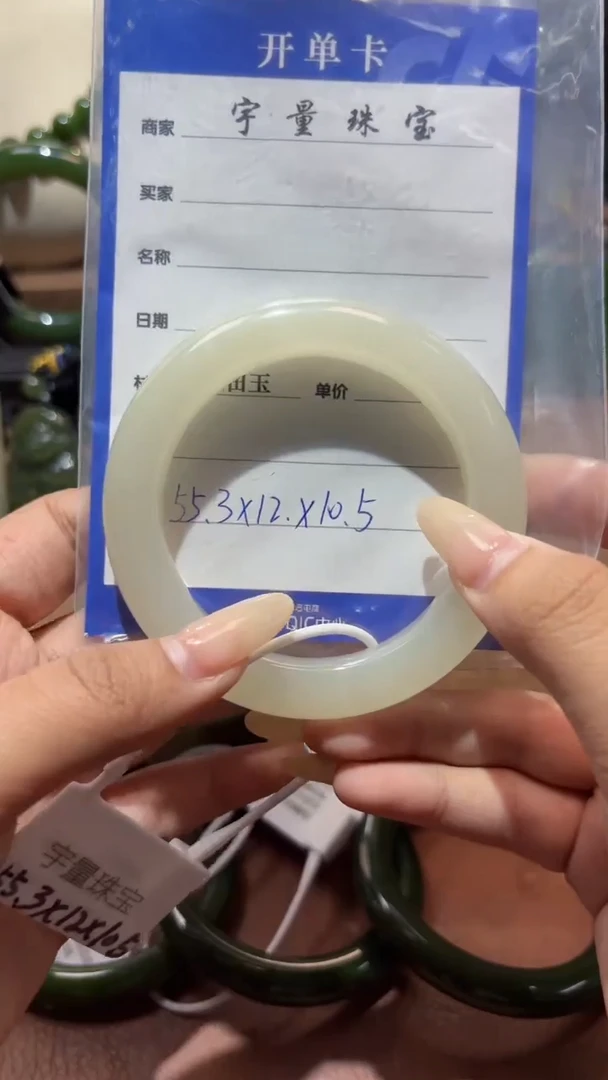 开单卡
商家 宇量珠宝
买家
名称
日期
田玉 单价
55.3X12.X10.5
宇量珠宝
55.3X12X10.5